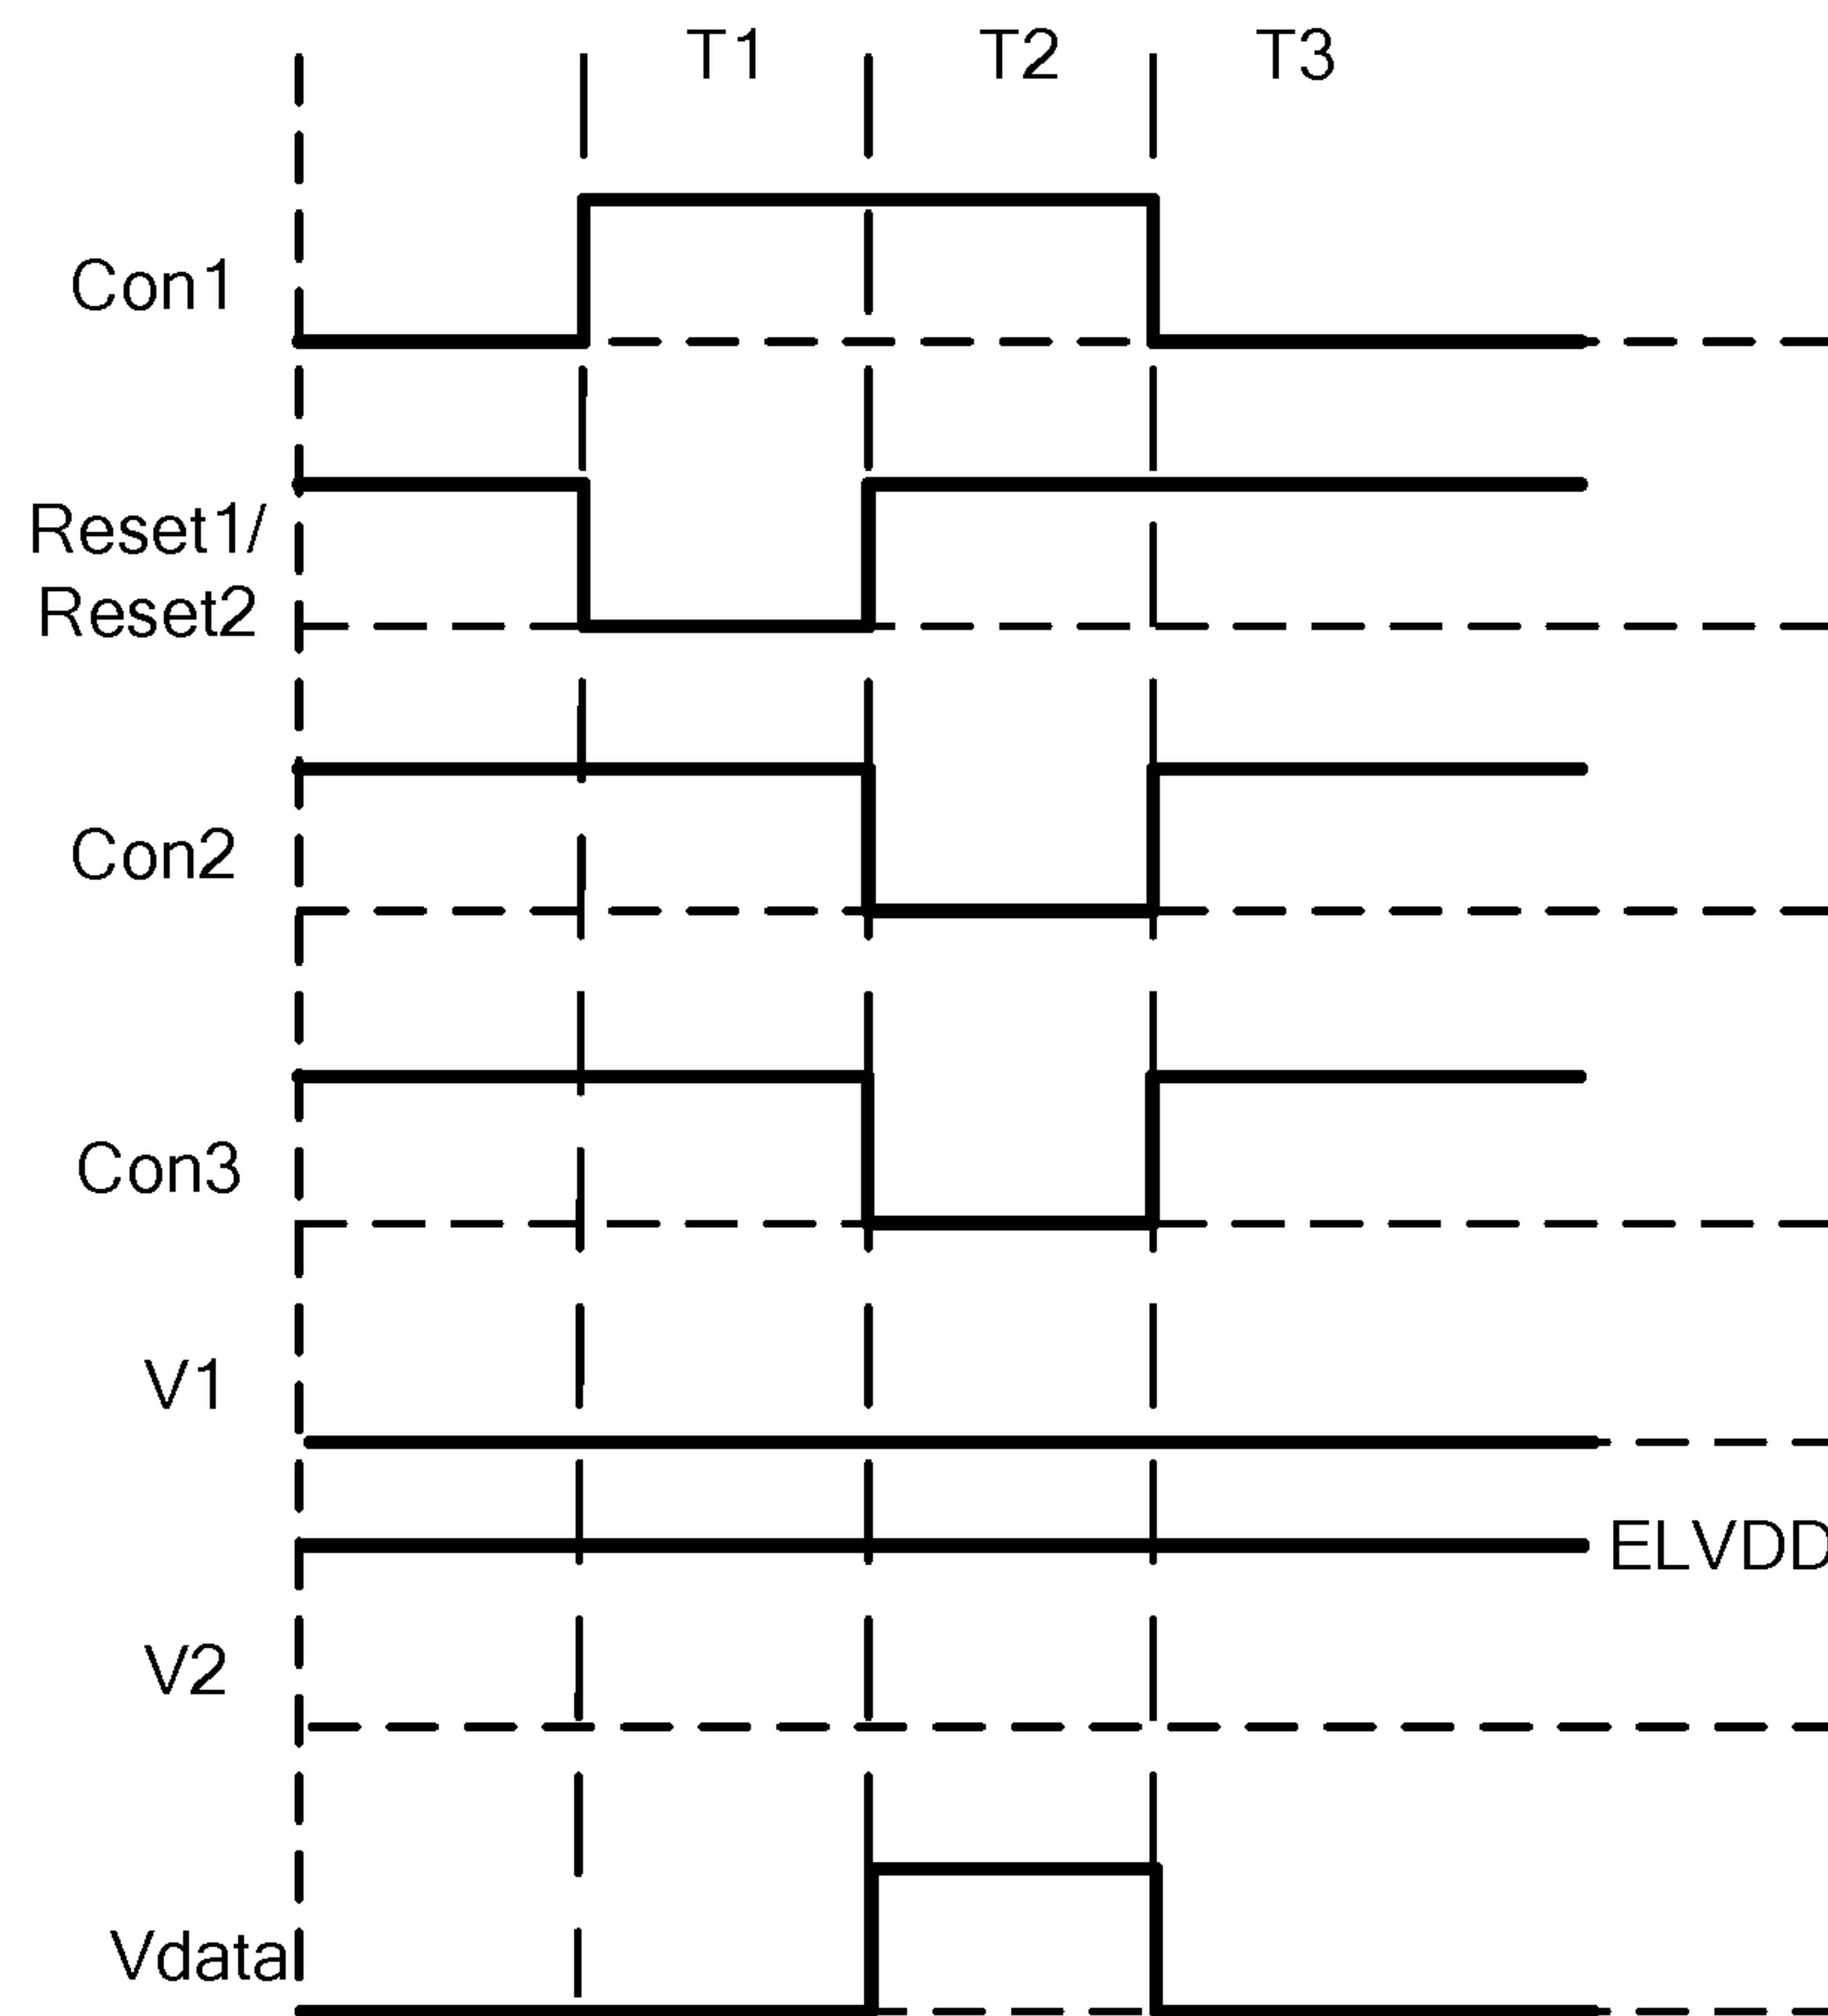 T1 T2 T3
Con1
Reset1/
Reset2
Con2
Con3
V1
ELVDD
V2
Vdata